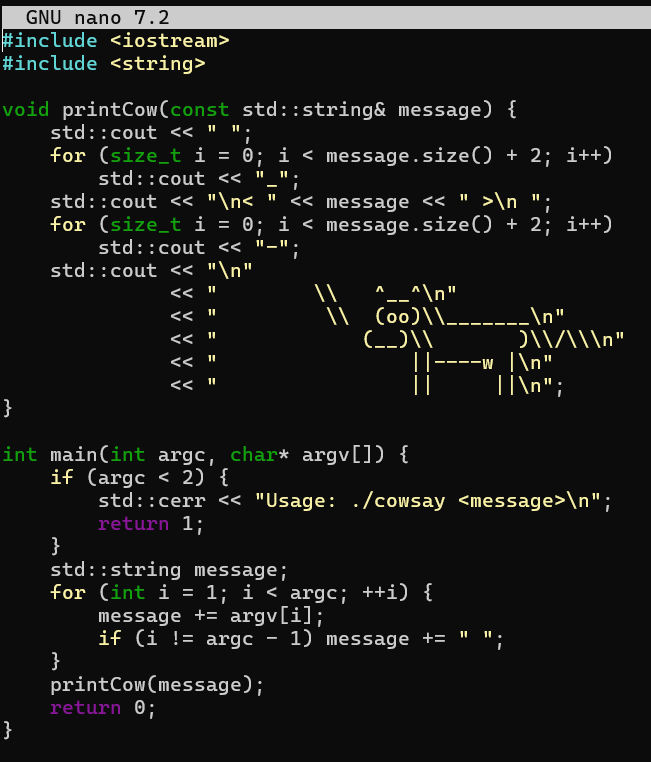 GNU nano 7.2
#include <iostream>
#include <string>

void printCow(const std::string& message) {
    std::cout << " ";
    for (size_t i = 0; i < message.size() + 2; i++)
        std::cout << "_";
    std::cout << "\n< " << message << " >\n ";
    for (size_t i = 0; i < message.size() + 2; i++)
        std::cout << "-";
    std::cout << "\n"
              << "        \\   ^__^\n"
              << "         \\  (oo)\\_______\n"
              << "            (__)\\       )\\/\\\n"
              << "                ||----w |\n"
              << "                ||     ||\n";
}

int main(int argc, char* argv[]) {
    if (argc < 2) {
        std::cerr << "Usage: ./cowsay <message>\n";
        return 1;
    }
    std::string message;
    for (int i = 1; i < argc; ++i) {
        message += argv[i];
        if (i != argc - 1) message += " ";
    }
    printCow(message);
    return 0;
}